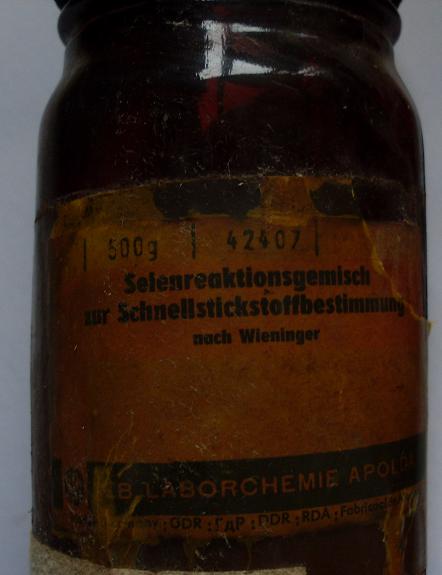 500g 42407
Selenreaktionsgemisch
zur Schnellstickstoffbestimmung
nach Wieninger
LABORCHEMIE APOLDA
GDR ; ГДР ; DDR ; RDA ;